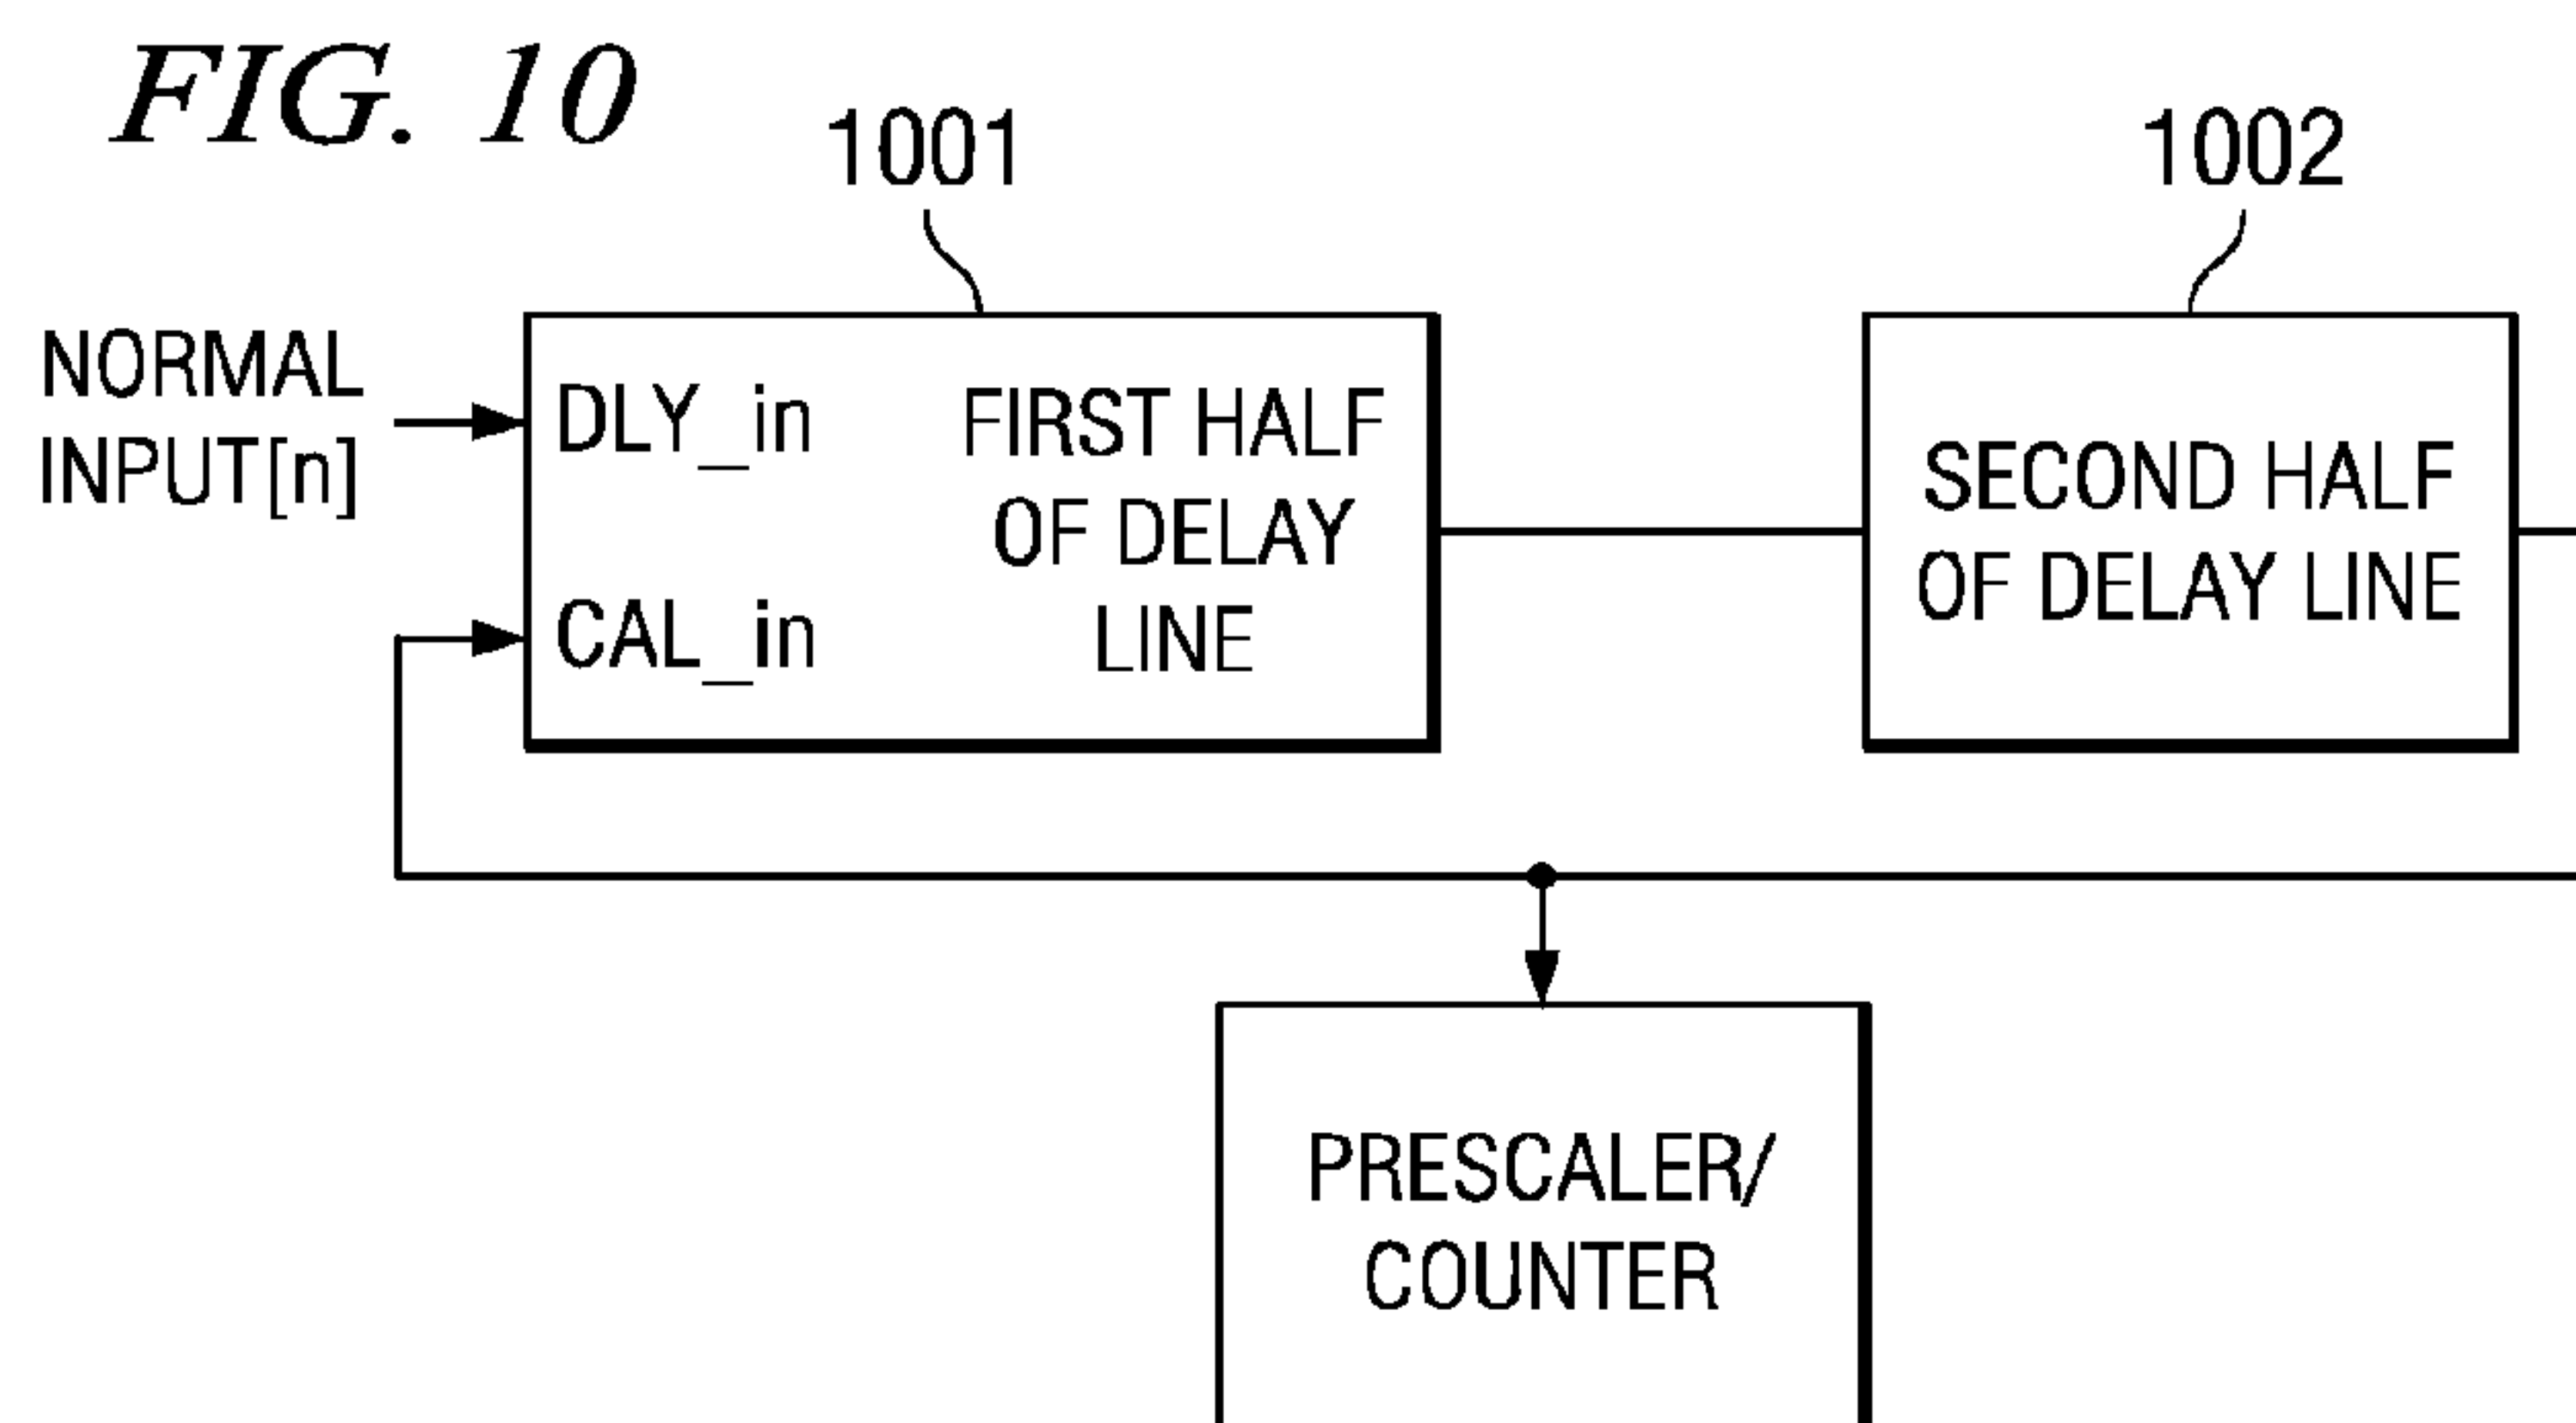 FIG. 10
1001
1002
NORMAL
INPUT[n]
DLY_in
CAL_in
FIRST HALF
OF DELAY
LINE
SECOND HALF
OF DELAY LINE
PRESCALER/
COUNTER